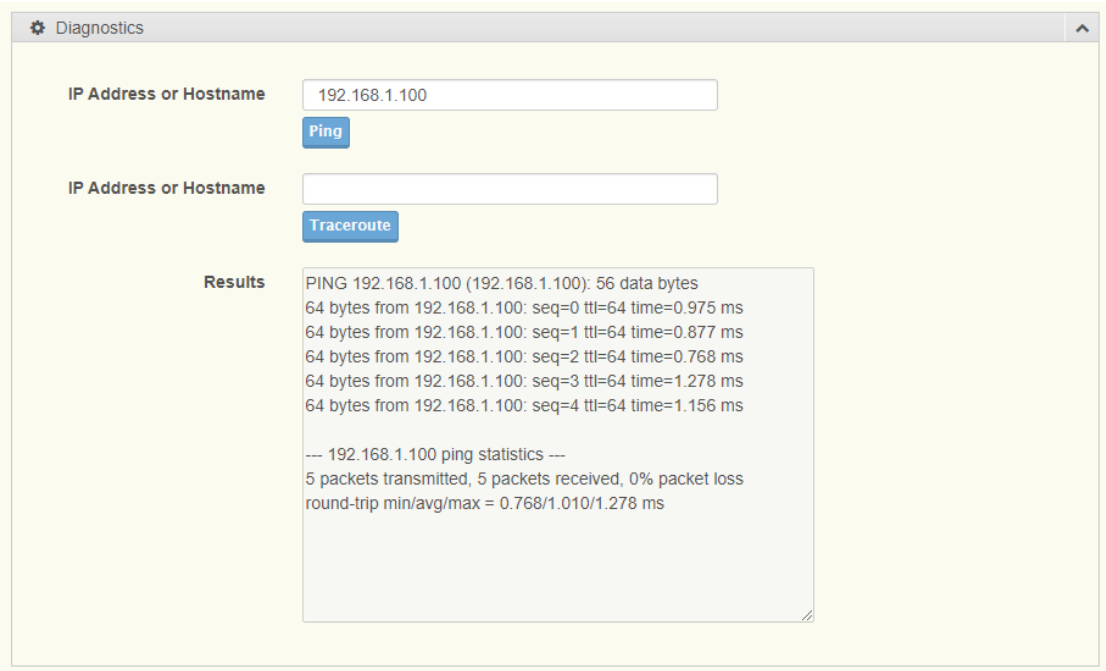 Diagnostics
IP Address or Hostname 192.168.1.100
Ping
IP Address or Hostname
Traceroute
Results
PING 192.168.1.100 (192.168.1.100): 56 data bytes
64 bytes from 192.168.1.100: seq=0 ttl=64 time=0.975 ms
64 bytes from 192.168.1.100: seq=1 ttl=64 time=0.877 ms
64 bytes from 192.168.1.100: seq=2 ttl=64 time=0.768 ms
64 bytes from 192.168.1.100: seq=3 ttl=64 time=1.278 ms
64 bytes from 192.168.1.100: seq=4 ttl=64 time=1.156 ms
--- 192.168.1.100 ping statistics ---
5 packets transmitted, 5 packets received, 0% packet loss
round-trip min/avg/max = 0.768/1.010/1.278 ms